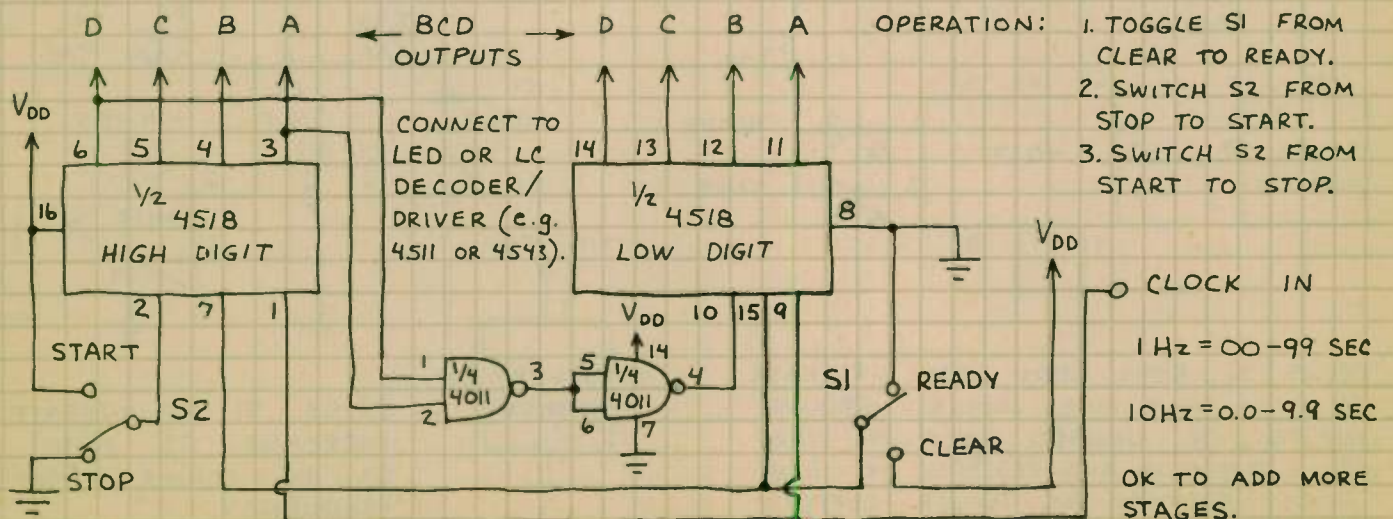 D C B A ← BCD → D C B A
OUTPUTS
OPERATION: 1. TOGGLE S1 FROM
CLEAR TO READY.
2. SWITCH S2 FROM
STOP TO START.
3. SWITCH S2 FROM
START TO STOP.
VDD
CONNECT TO
LED OR LC
DECODER/
DRIVER (e.g.
4511 OR 4543).
6 5 4 3
16
1/2
4518
HIGH DIGIT
2 7 1
14 13 12 11
1/2
4518
LOW DIGIT
8
10 15 9
START
S2
STOP
1
2
1/4
4011
3
VDD
14
5
6
1/4
4011
4
7
S1
READY
CLEAR
VDD
CLOCK IN
1 Hz = 00-99 SEC
10 Hz = 0.0-9.9 SEC
OK TO ADD MORE
STAGES.